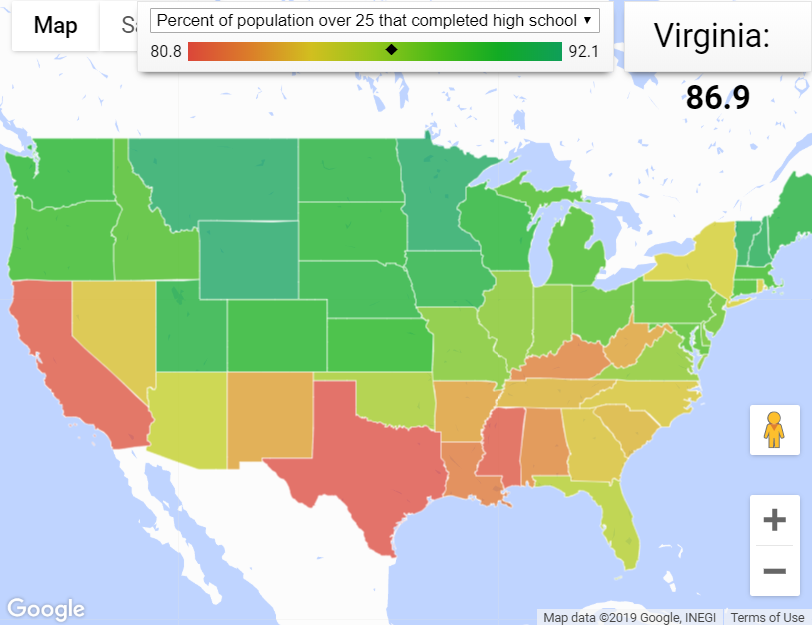 Map
Percent of population over 25 that completed high school
80.8
92.1
Virginia:
86.9
Google
Map data ©2019 Google, INEGI
Terms of Use